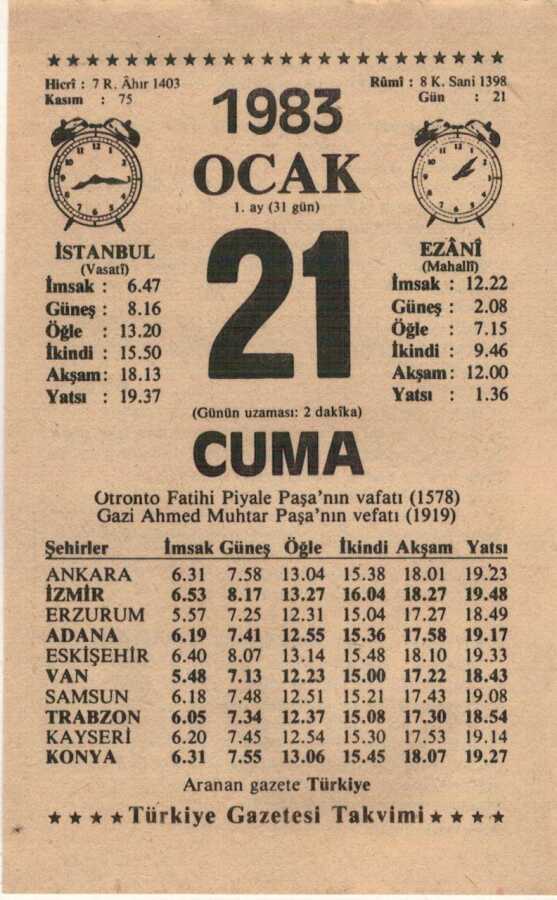 Hicrî : 7 R. Âhır 1403
Kasım : 75
1983
Rûmî : 8 K. Sani 1398
Gün : 21
OCAK
1. ay (31 gün)
21
İSTANBUL
(Vasatî)
İmsak : 6.47
Güneş : 8.16
Öğle : 13.20
İkindi : 15.50
Akşam: 18.13
Yatsı : 19.37
EZÂNÎ
(Mahallî)
İmsak : 12.22
Güneş : 2.08
Öğle : 7.15
İkindi : 9.46
Akşam: 12.00
Yatsı : 1.36
(Günün uzaması: 2 dakîka)
CUMA
Otronto Fatihi Piyale Paşa'nın vafatı (1578)
Gazi Ahmed Muhtar Paşa'nın vefatı (1919)
Şehirler İmsak Güneş Öğle İkindi Akşam Yatsı
ANKARA 6.31 7.58 13.04 15.38 18.01 19.23
İZMİR 6.53 8.17 13.27 16.04 18.27 19.48
ERZURUM 5.57 7.25 12.31 15.04 17.27 18.49
ADANA 6.19 7.41 12.55 15.36 17.58 19.17
ESKİŞEHİR 6.40 8.07 13.14 15.48 18.10 19.33
VAN 5.48 7.13 12.23 15.00 17.22 18.43
SAMSUN 6.18 7.48 12.51 15.21 17.43 19.08
TRABZON 6.05 7.34 12.37 15.08 17.30 18.54
KAYSERİ 6.20 7.45 12.54 15.30 17.53 19.14
KONYA 6.31 7.55 13.06 15.45 18.07 19.27
Aranan gazete Türkiye
★ ★ ★ ★ Türkiye Gazetesi Takvimi ★ ★ ★ ★